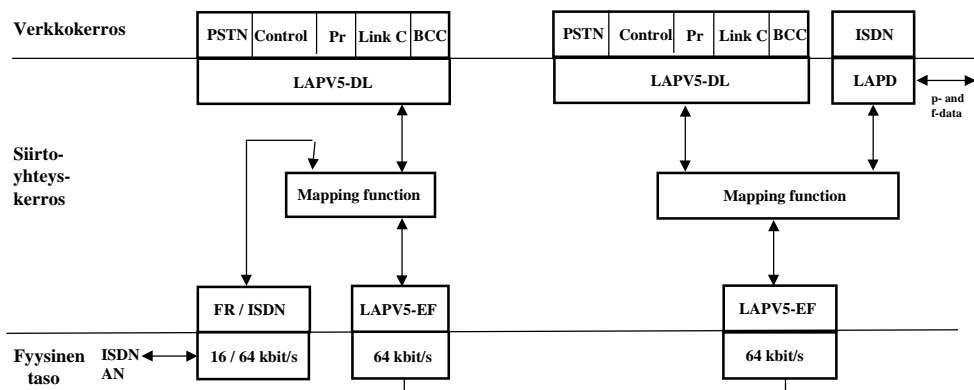 Verkkokerros
PSTN Control Pr Link C BCC
PSTN Control Pr Link C BCC
ISDN
LAPV5-DL
LAPV5-DL
LAPD
p- and
f-data
Siirto-
yhteys-
kerros
Mapping function
Mapping function
FR / ISDN
LAPV5-EF
LAPV5-EF
Fyysinen
taso
ISDN
AN
16 / 64 kbit/s
64 kbit/s
64 kbit/s